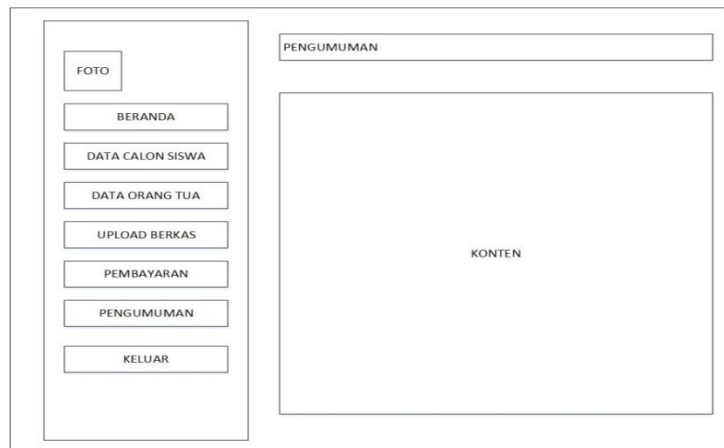 FOTO
BERANDA
DATA CALON SISWA
DATA ORANG TUA
UPLOAD BERKAS
PEMBAYARAN
PENGUMUMAN
KELUAR
PENGUMUMAN
KONTEN